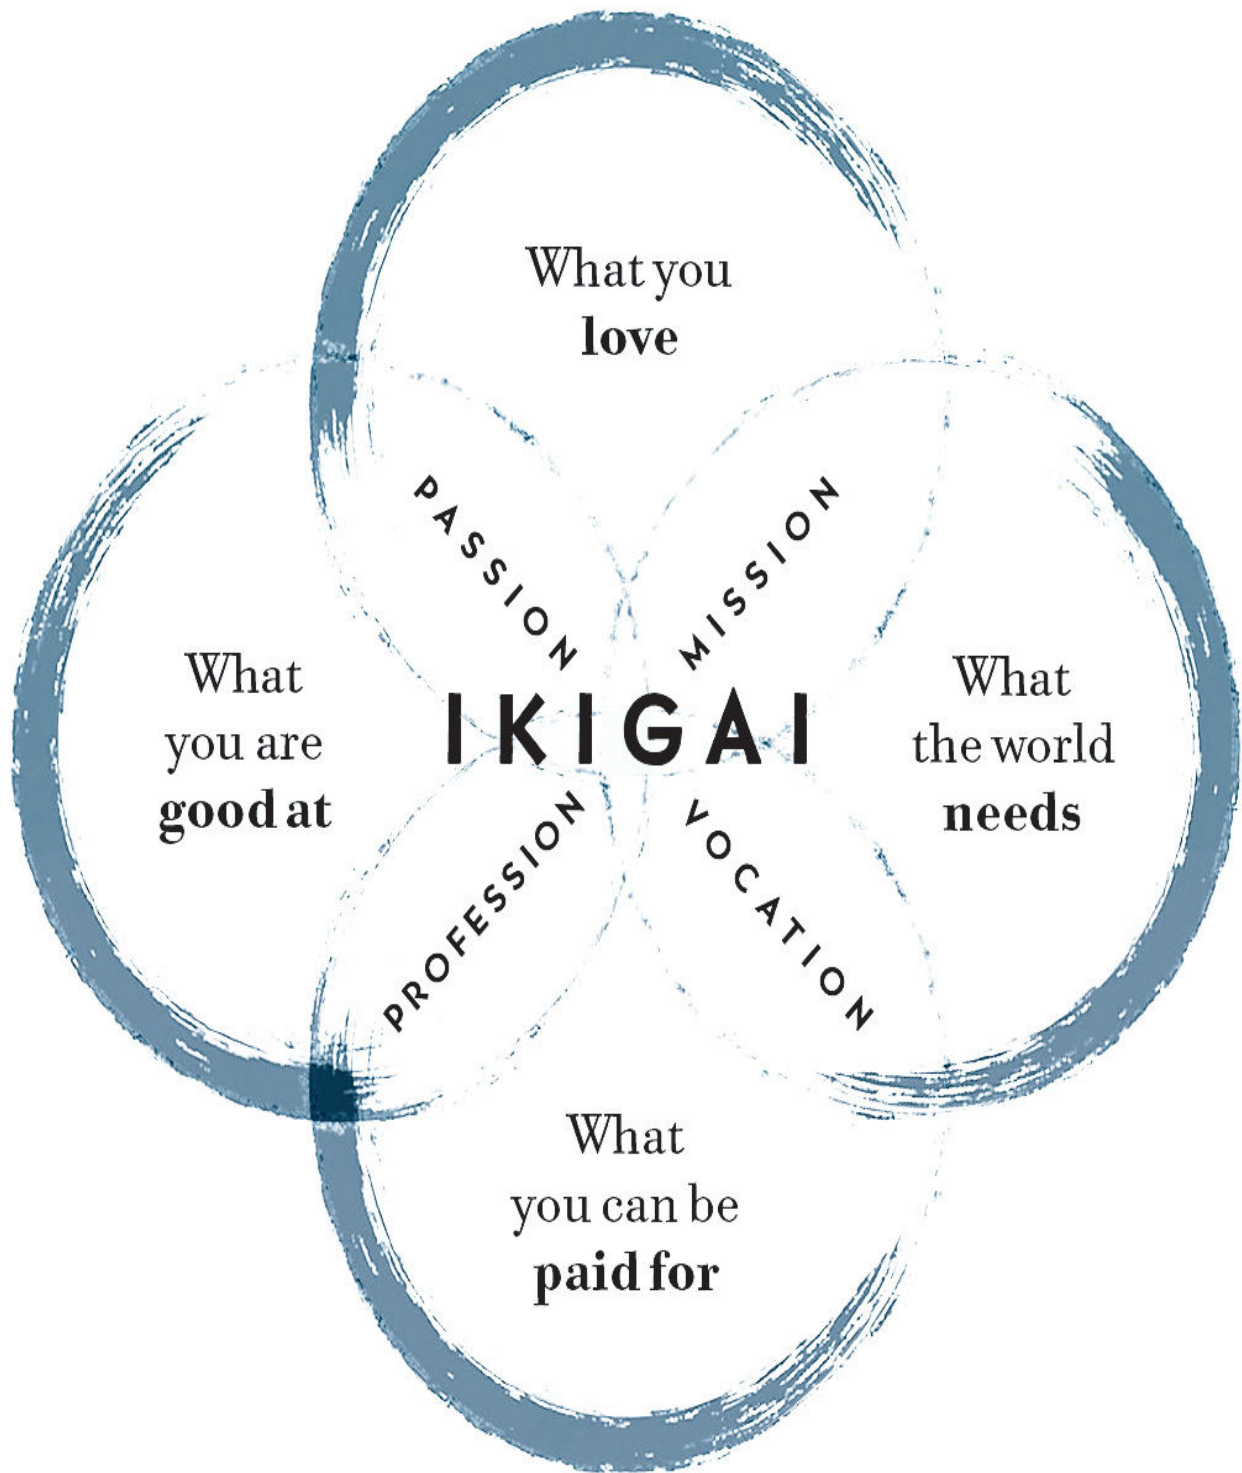 What you
love
PASSION
MISSION
What
you are
good at
IKIGAI
What
the world
needs
PROFESSION
VOCATION
What
you can be
paid for